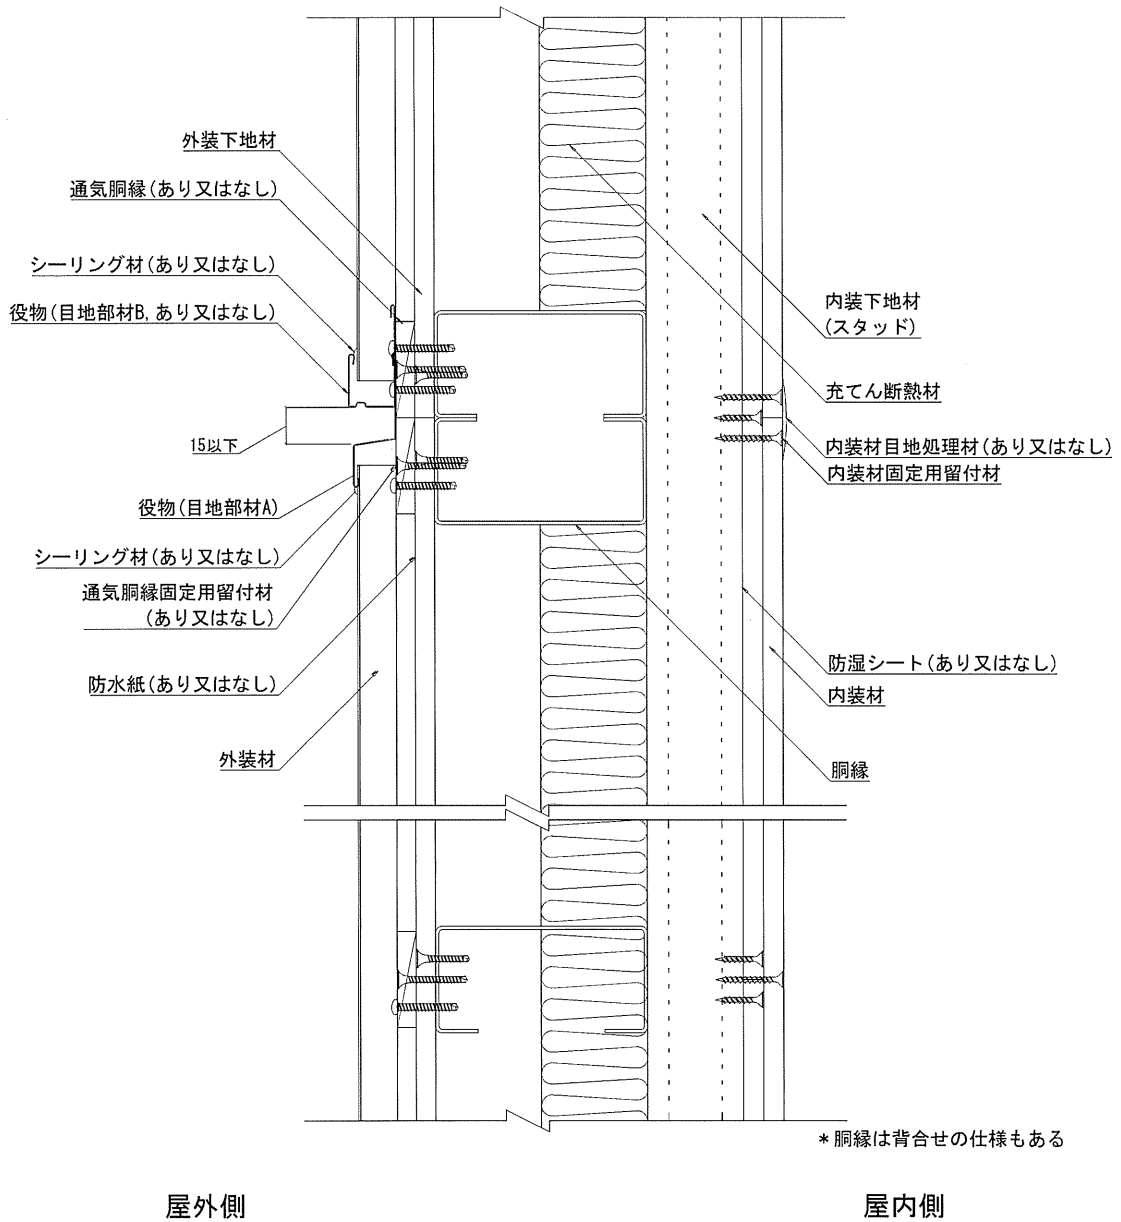 外装下地材
通気胴縁(あり又はなし)
シーリング材(あり又はなし)
役物(目地部材B,あり又はなし)
15以下
役物(目地部材A)
シーリング材(あり又はなし)
通気胴縁固定用留付材
(あり又はなし)
防水紙(あり又はなし)
外装材
内装下地材
(スタッド)
充てん断熱材
内装材目地処理材(あり又はなし)
内装材固定用留付材
防湿シート(あり又はなし)
内装材
胴縁
*胴縁は背合せの仕様もある
屋外側
屋内側